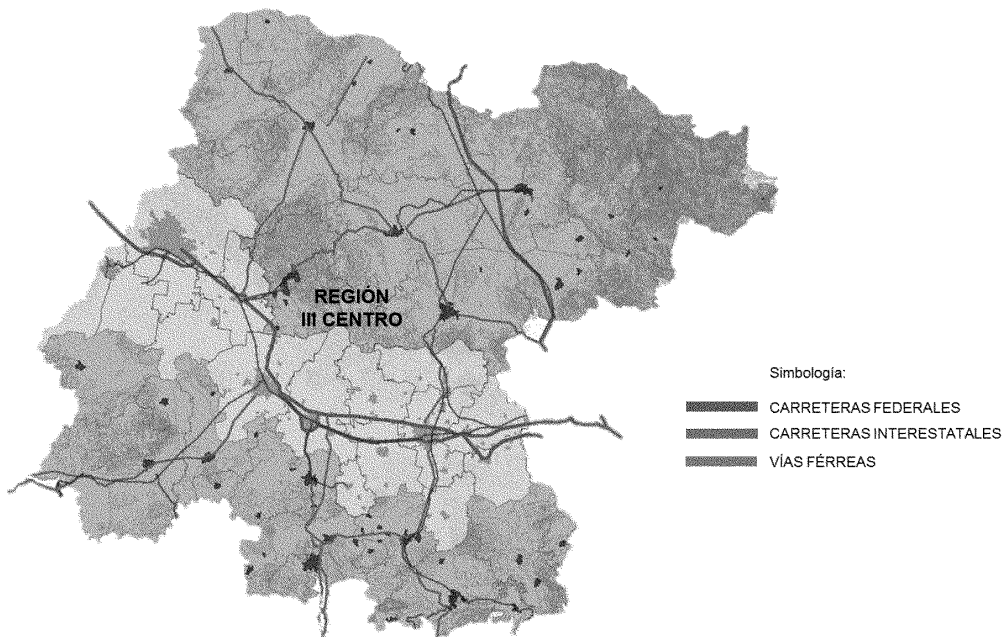 REGIÓN
III CENTRO
Simbología:
CARRETERAS FEDERALES
CARRETERAS INTERESTATALES
VÍAS FÉRREAS